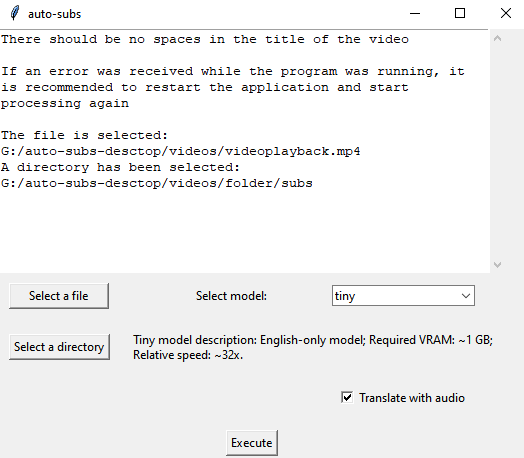 auto-subs
There should be no spaces in the title of the video
If an error was received while the program was running, it
is recommended to restart the application and start
processing again
The file is selected:
G:/auto-subs-desctop/videos/videoplayback.mp4
A directory has been selected:
G:/auto-subs-desctop/videos/folder/subs
Select a file
Select model:
tiny
Select a directory
Tiny model description: English-only model; Required VRAM: ~1 GB;
Relative speed: ~32x.
Translate with audio
Execute